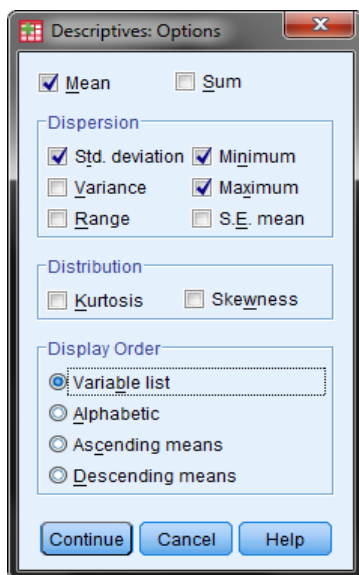 Descriptives: Options
Mean Sum
Dispersion
Std. deviation Minimum
Variance Maximum
Range S.E. mean
Distribution
Kurtosis Skewness
Display Order
Variable list
Alphabetic
Ascending means
Descending means
Continue Cancel Help